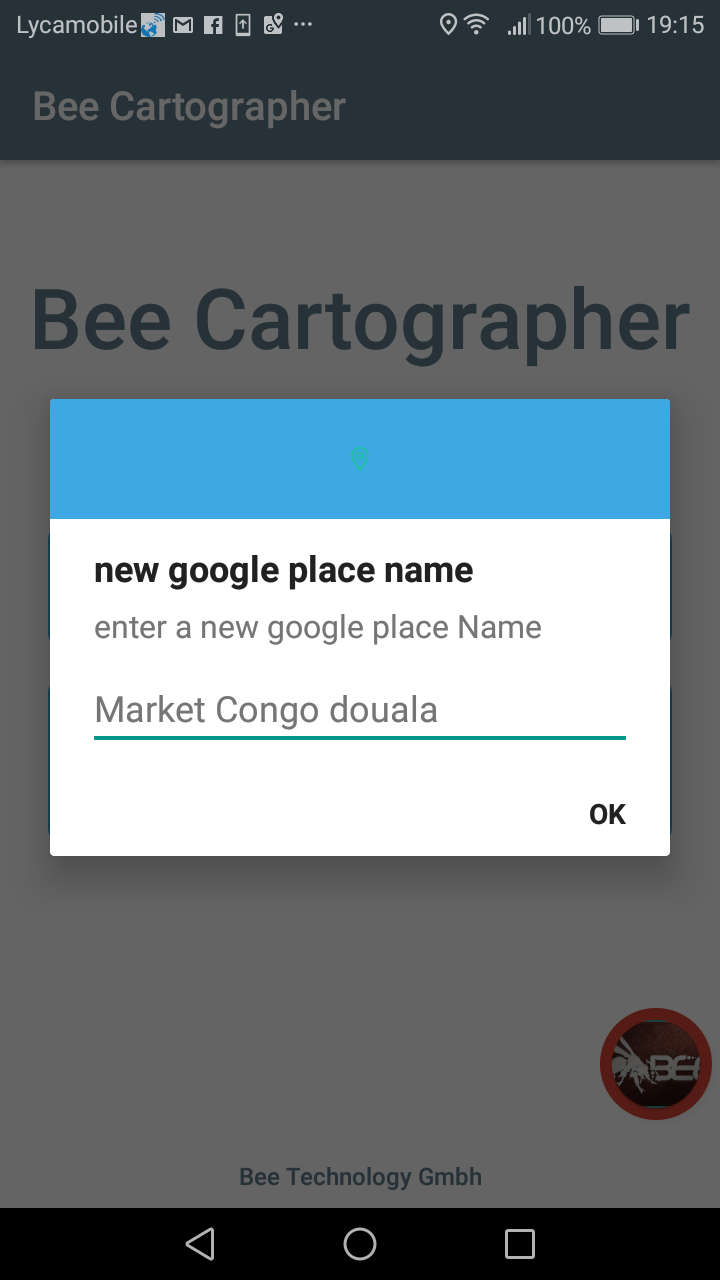 Lycamobile 100% 19:15
Bee Cartographer
Bee Cartographer
new google place name
enter a new google place Name
Market Congo douala
OK
BE
Bee Technology Gmbh